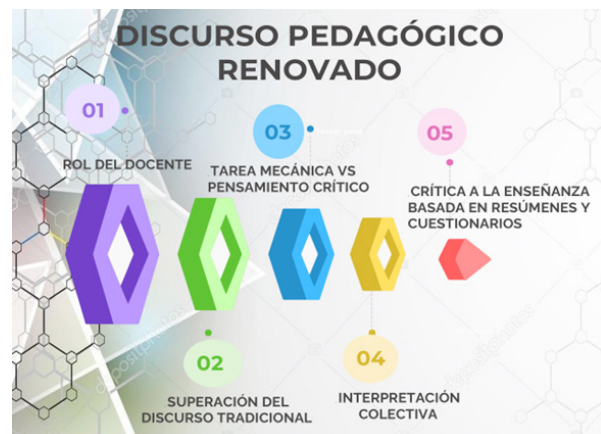 DISCURSO PEDAGÓGICO
RENOVADO
01
ROL DEL DOCENTE
03
TAREA MECÁNICA VS
PENSAMIENTO CRÍTICO
05
CRÍTICA A LA ENSEÑANZA
BASADA EN RESÚMENES Y
CUESTIONARIOS
02
SUPERACIÓN DEL
DISCURSO TRADICIONAL
04
INTERPRETACIÓN
COLECTIVA
depositphotos